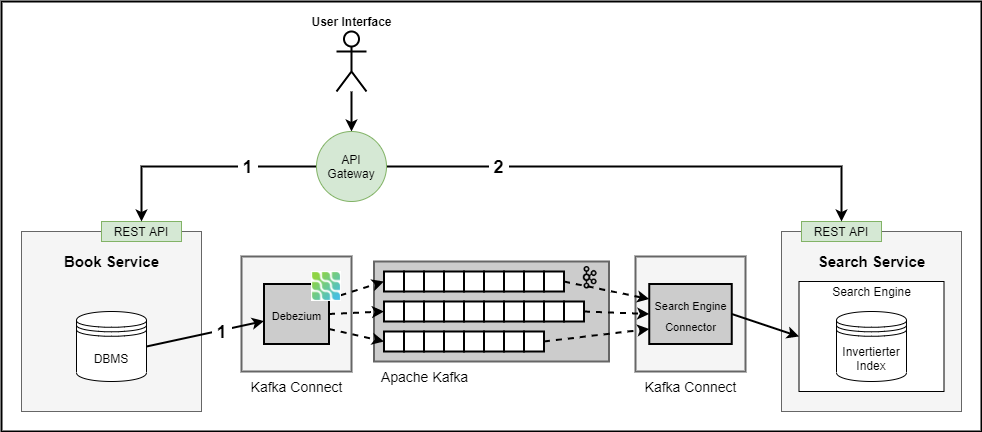 User Interface
API
Gateway
1
2
REST API
REST API
Book Service
Search Service
Search Engine
Debezium
Search Engine
Connector
1
DBMS
Invertierter
Index
Kafka Connect
Apache Kafka
Kafka Connect